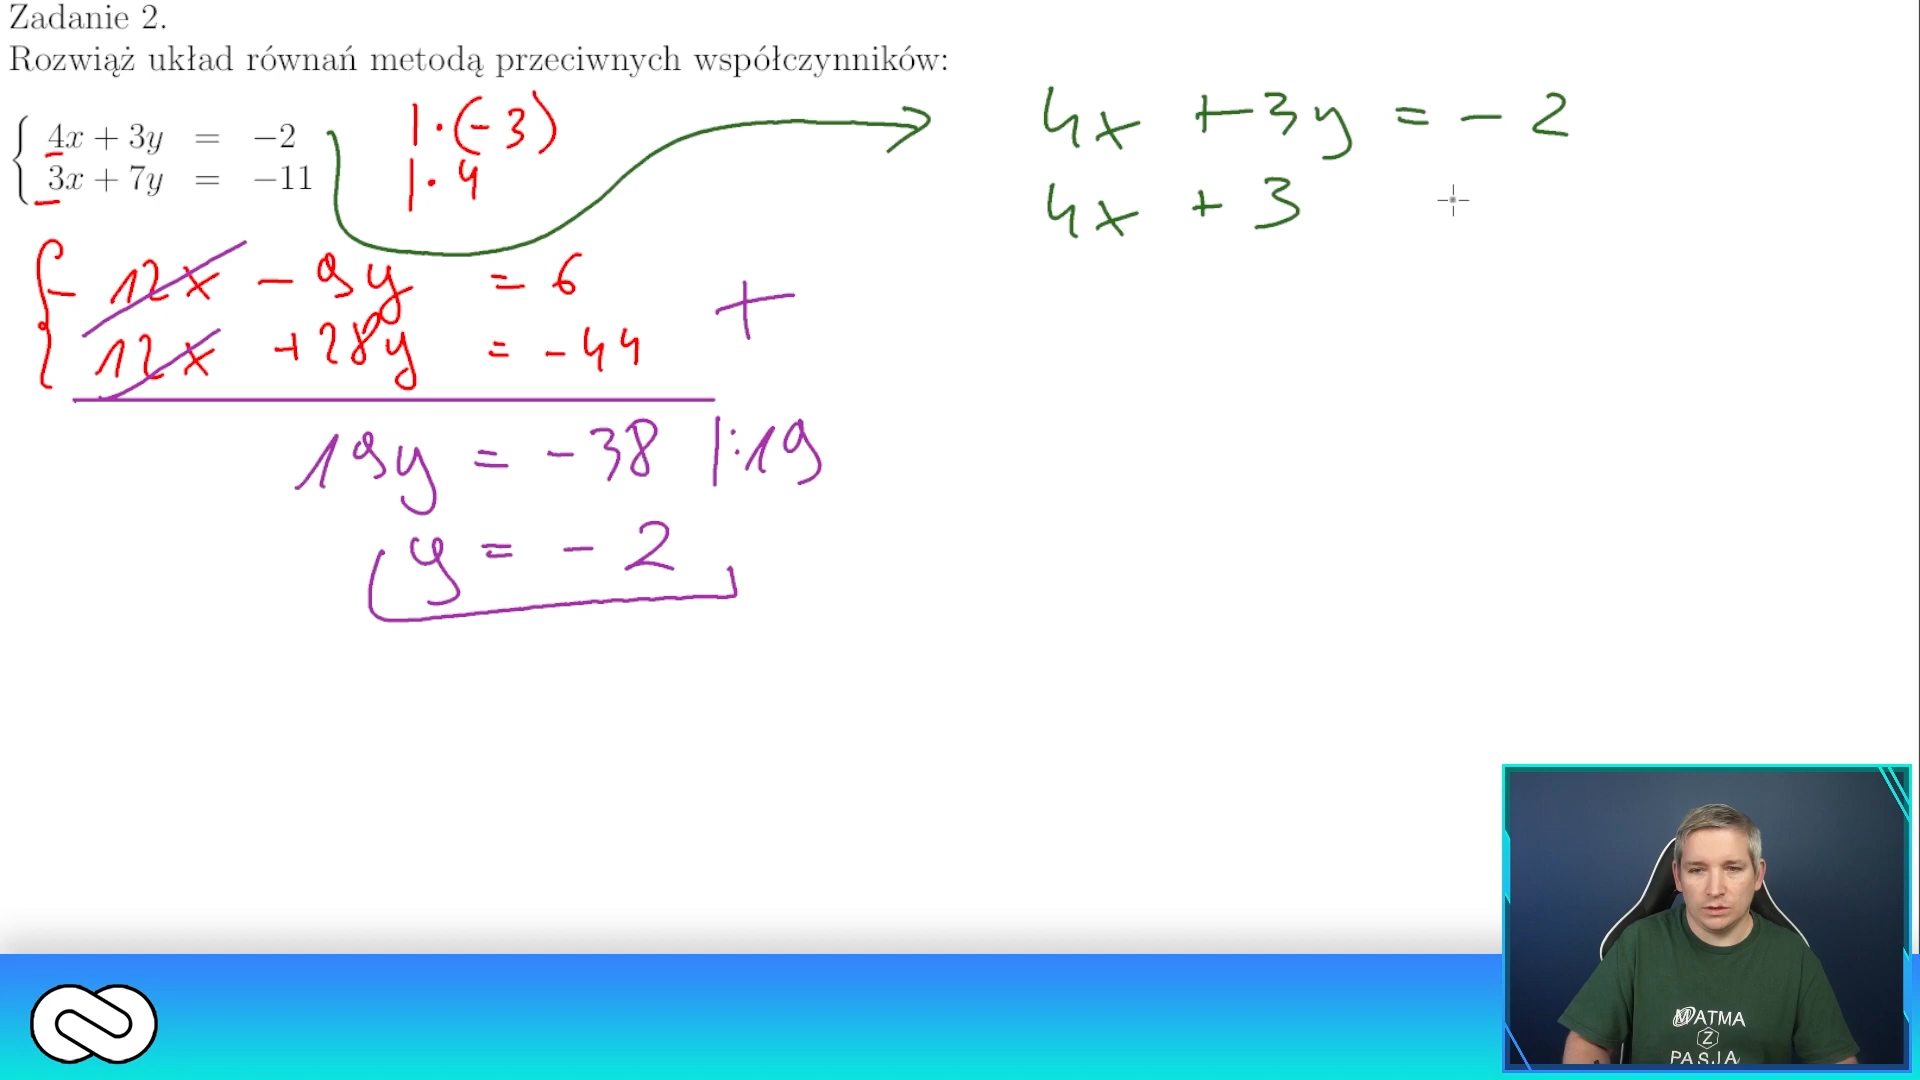 Zadanie 2.
Rozwiąż układ równań metodą przeciwnych współczynników:
4x + 3y = −2 | · (−3)
3x + 7y = −11 | · 4
− 12x − 9y = 6
12x + 28y = −44
+
19y = −38 |:19
y = −2
4x + 3y = −2
4x + 3
MATMA
Z
PASJA